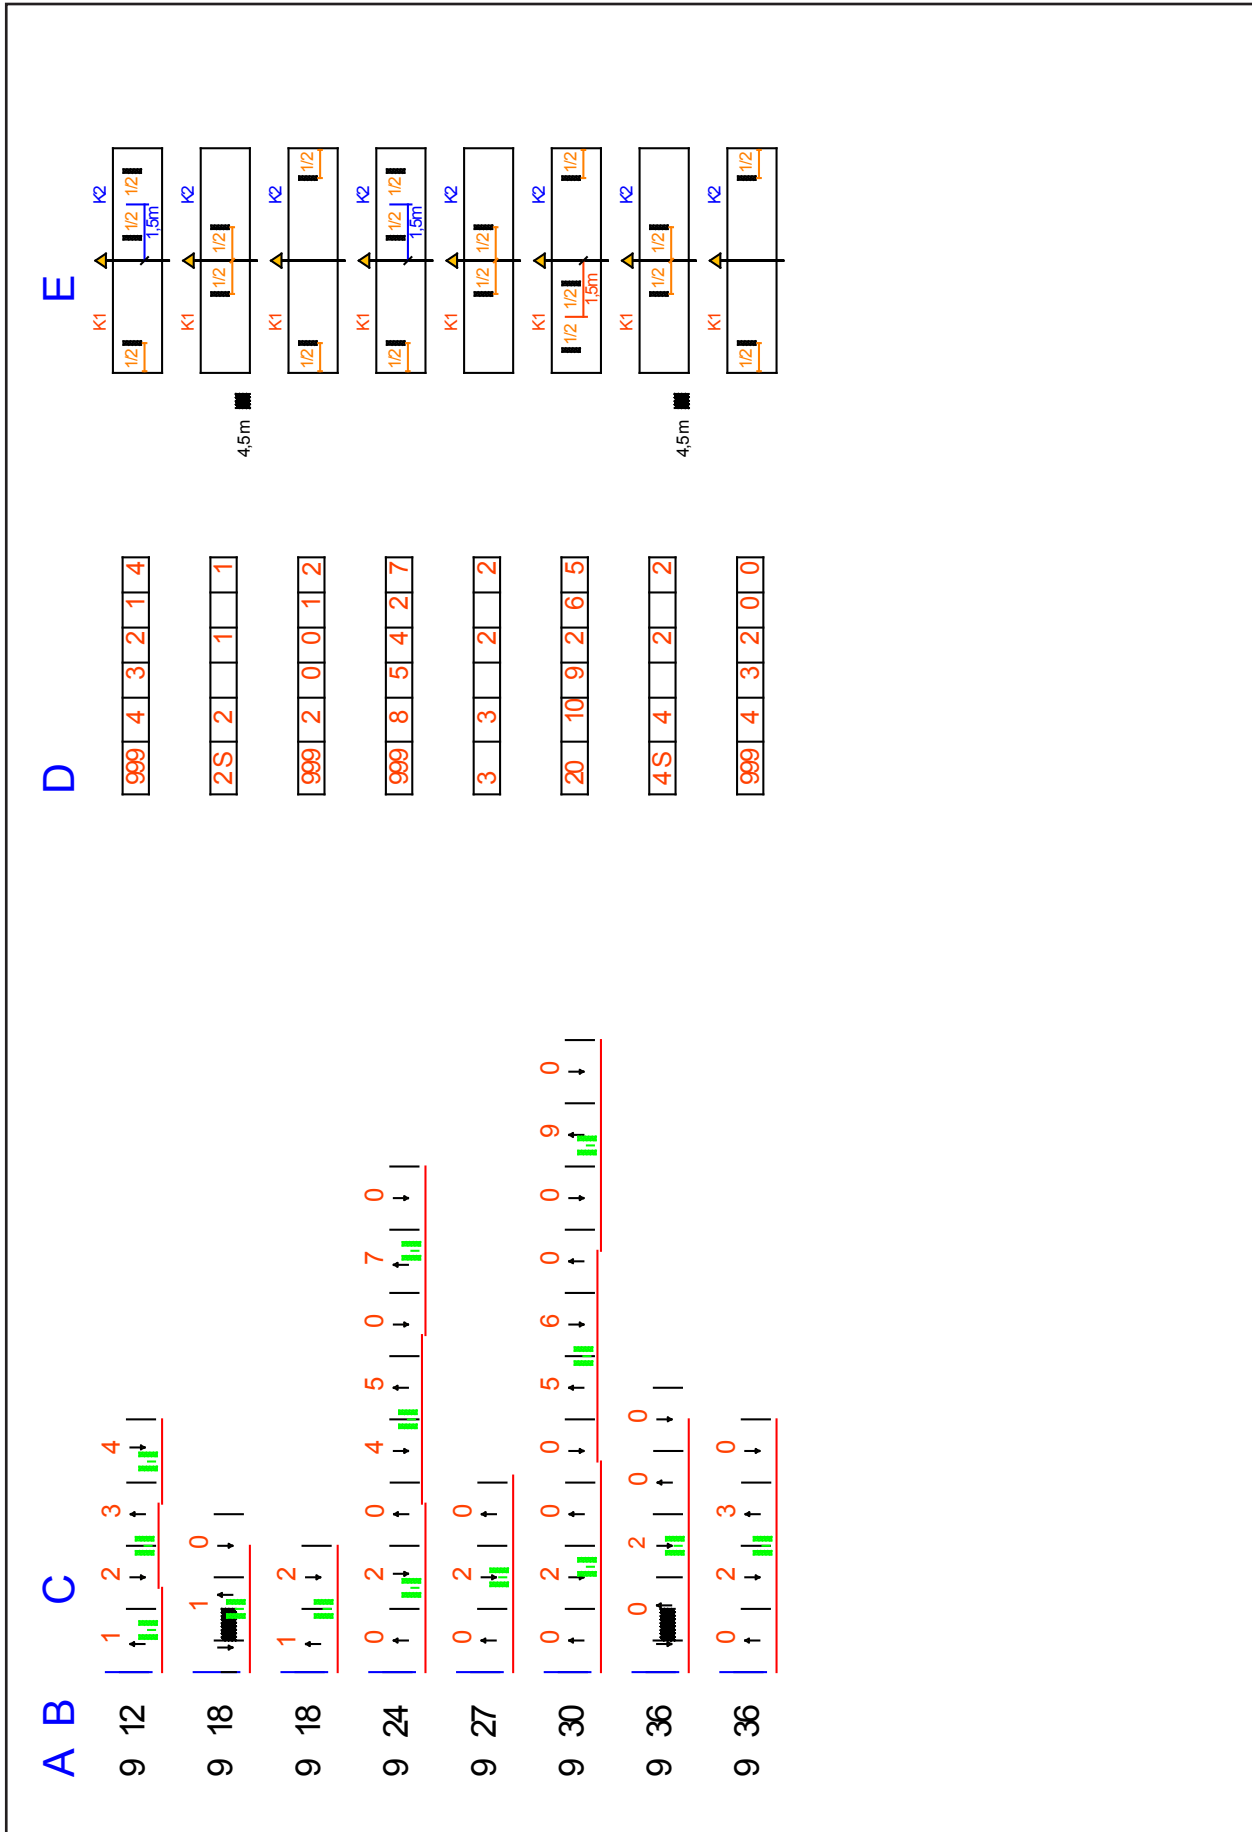 A B C D E
K1 K2
1 2 3 4
9 12 999 4 3 2 1 4 1/2 1/2 1/2
1,5m
K1 K2
1 0
9 18 2S 2 1 1 1/2 1/2
4,5m
K1 K2
1 2
9 18 999 2 0 0 1 2 1/2 1/2
K1 K2
0 2 0 4 5 0 7 0
9 24 999 8 5 4 2 7 1/2 1/2 1/2
1,5m
K1 K2
0 2 0
9 27 3 3 2 2 1/2 1/2
K1 K2
0 2 0 0 5 6 0 0 9 0
9 30 20 10 9 2 6 5 1/2 1/2 1/2
1,5m
K1 K2
0 2 0 0
9 36 4S 4 2 2 1/2 1/2
4,5m
K1 K2
0 2 3 0
9 36 999 4 3 2 0 0 1/2 1/2